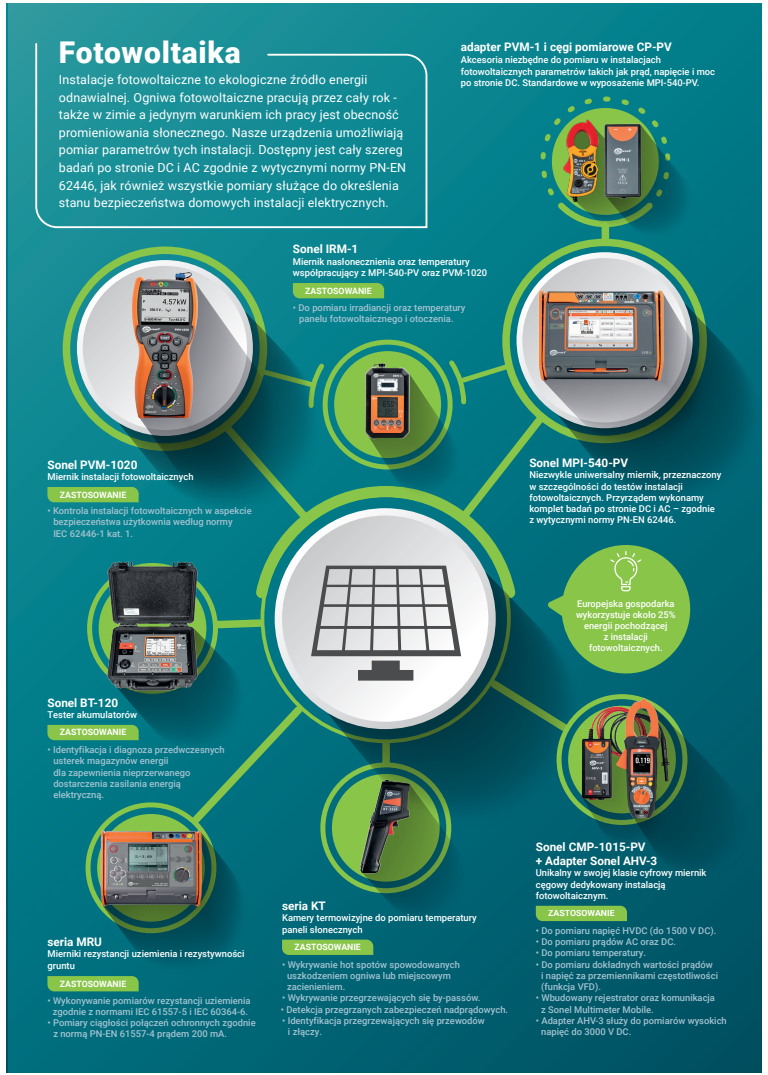 Fotowoltaika
Instalacje fotowoltaiczne to ekologiczne źródło energii
odnawialnej. Ogniwa fotowoltaiczne pracują przez cały rok -
także w zimie a jedynym warunkiem ich pracy jest obecność
promieniowania słonecznego. Nasze urządzenia umożliwiają
pomiar parametrów tych instalacji. Dostępny jest cały szereg
badań po stronie DC i AC zgodnie z wytycznymi normy PN-EN
62446, jak również wszystkie pomiary służące do określenia
stanu bezpieczeństwa domowych instalacji elektrycznych.
adapter PVM-1 i cęgi pomiarowe CP-PV
Akcesoria niezbędne do pomiaru w instalacjach
fotowoltaicznych parametrów takich jak prąd, napięcie i moc
po stronie DC. Standardowe w wyposażenie MPI-540-PV.
PVM-1
Sonel IRM-1
Miernik nasłonecznienia oraz temperatury
współpracujący z MPI-540-PV oraz PVM-1020
ZASTOSOWANIE
• Do pomiaru irradiancji oraz temperatury
panelu fotowoltaicznego i otoczenia.
4.57kW
Sonel PVM-1020
Miernik instalacji fotowoltaicznych
ZASTOSOWANIE
• Kontrola instalacji fotowoltaicznych w aspekcie
bezpieczeństwa użytkownia według normy
IEC 62446-1 kat. 1.
Sonel MPI-540-PV
Niezwykle uniwersalny miernik, przeznaczony
w szczególności do testów instalacji
fotowoltaicznych. Przyrządem wykonamy
komplet badań po stronie DC i AC – zgodnie
z wytycznymi normy PN-EN 62446.
Europejska gospodarka
wykorzystuje około 25%
energii pochodzącej
z instalacji
fotowoltaicznych.
Sonel BT-120
Tester akumulatorów
ZASTOSOWANIE
• Identyfikacja i diagnoza przedwczesnych
usterek magazynów energii
dla zapewnienia nieprzerwanego
dostarczenia zasilania energią
elektryczną.
AHV-3
0.119
Sonel CMP-1015-PV
+ Adapter Sonel AHV-3
Unikalny w swojej klasie cyfrowy miernik
cęgowy dedykowany instalacją
fotowoltaicznym.
ZASTOSOWANIE
• Do pomiaru napięć HVDC (do 1500 V DC).
• Do pomiaru prądów AC oraz DC.
• Do pomiaru temperatury.
• Do pomiaru dokładnych wartości prądów
i napięć za przemiennikami częstotliwości
(funkcja VFD).
• Wbudowany rejestrator oraz komunikacja
z Sonel Multimeter Mobile.
• Adapter AHV-3 służy do pomiarów wysokich
napięć do 3000 V DC.
seria KT
Kamery termowizyjne do pomiaru temperatury
paneli słonecznych
ZASTOSOWANIE
• Wykrywanie hot spotów spowodowanych
uszkodzeniem ogniwa lub miejscowym
zacienieniem.
• Wykrywanie przegrzewających się by-passów.
• Detekcja przegrzanych zabezpieczeń nadprądowych.
• Identyfikacja przegrzewających się przewodów
i złączy.
seria MRU
Mierniki rezystancji uziemienia i rezystywności
gruntu
ZASTOSOWANIE
• Wykonywanie pomiarów rezystancji uziemienia
zgodnie z normami IEC 61557-5 i IEC 60364-6.
• Pomiary ciągłości połączeń ochronnych zgodnie
z normą PN-EN 61557-4 prądem 200 mA.